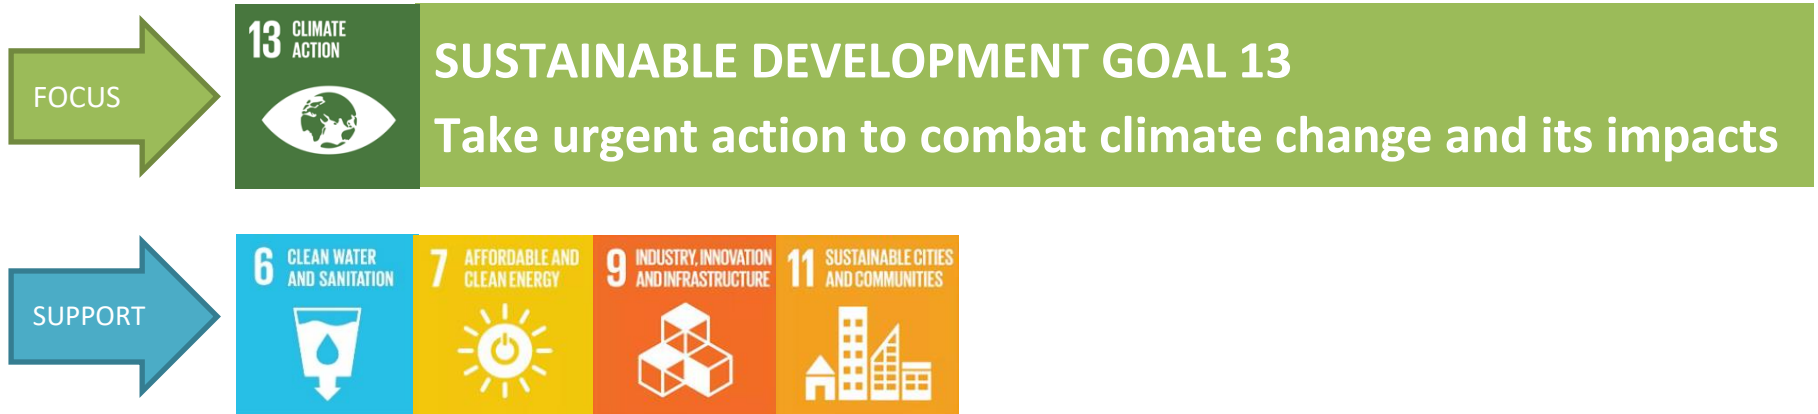 FOCUS
13 CLIMATE
ACTION
SUSTAINABLE DEVELOPMENT GOAL 13
Take urgent action to combat climate change and its impacts
SUPPORT
6 CLEAN WATER
AND SANITATION
7 AFFORDABLE AND
CLEAN ENERGY
9 INDUSTRY, INNOVATION
AND INFRASTRUCTURE
11 SUSTAINABLE CITIES
AND COMMUNITIES